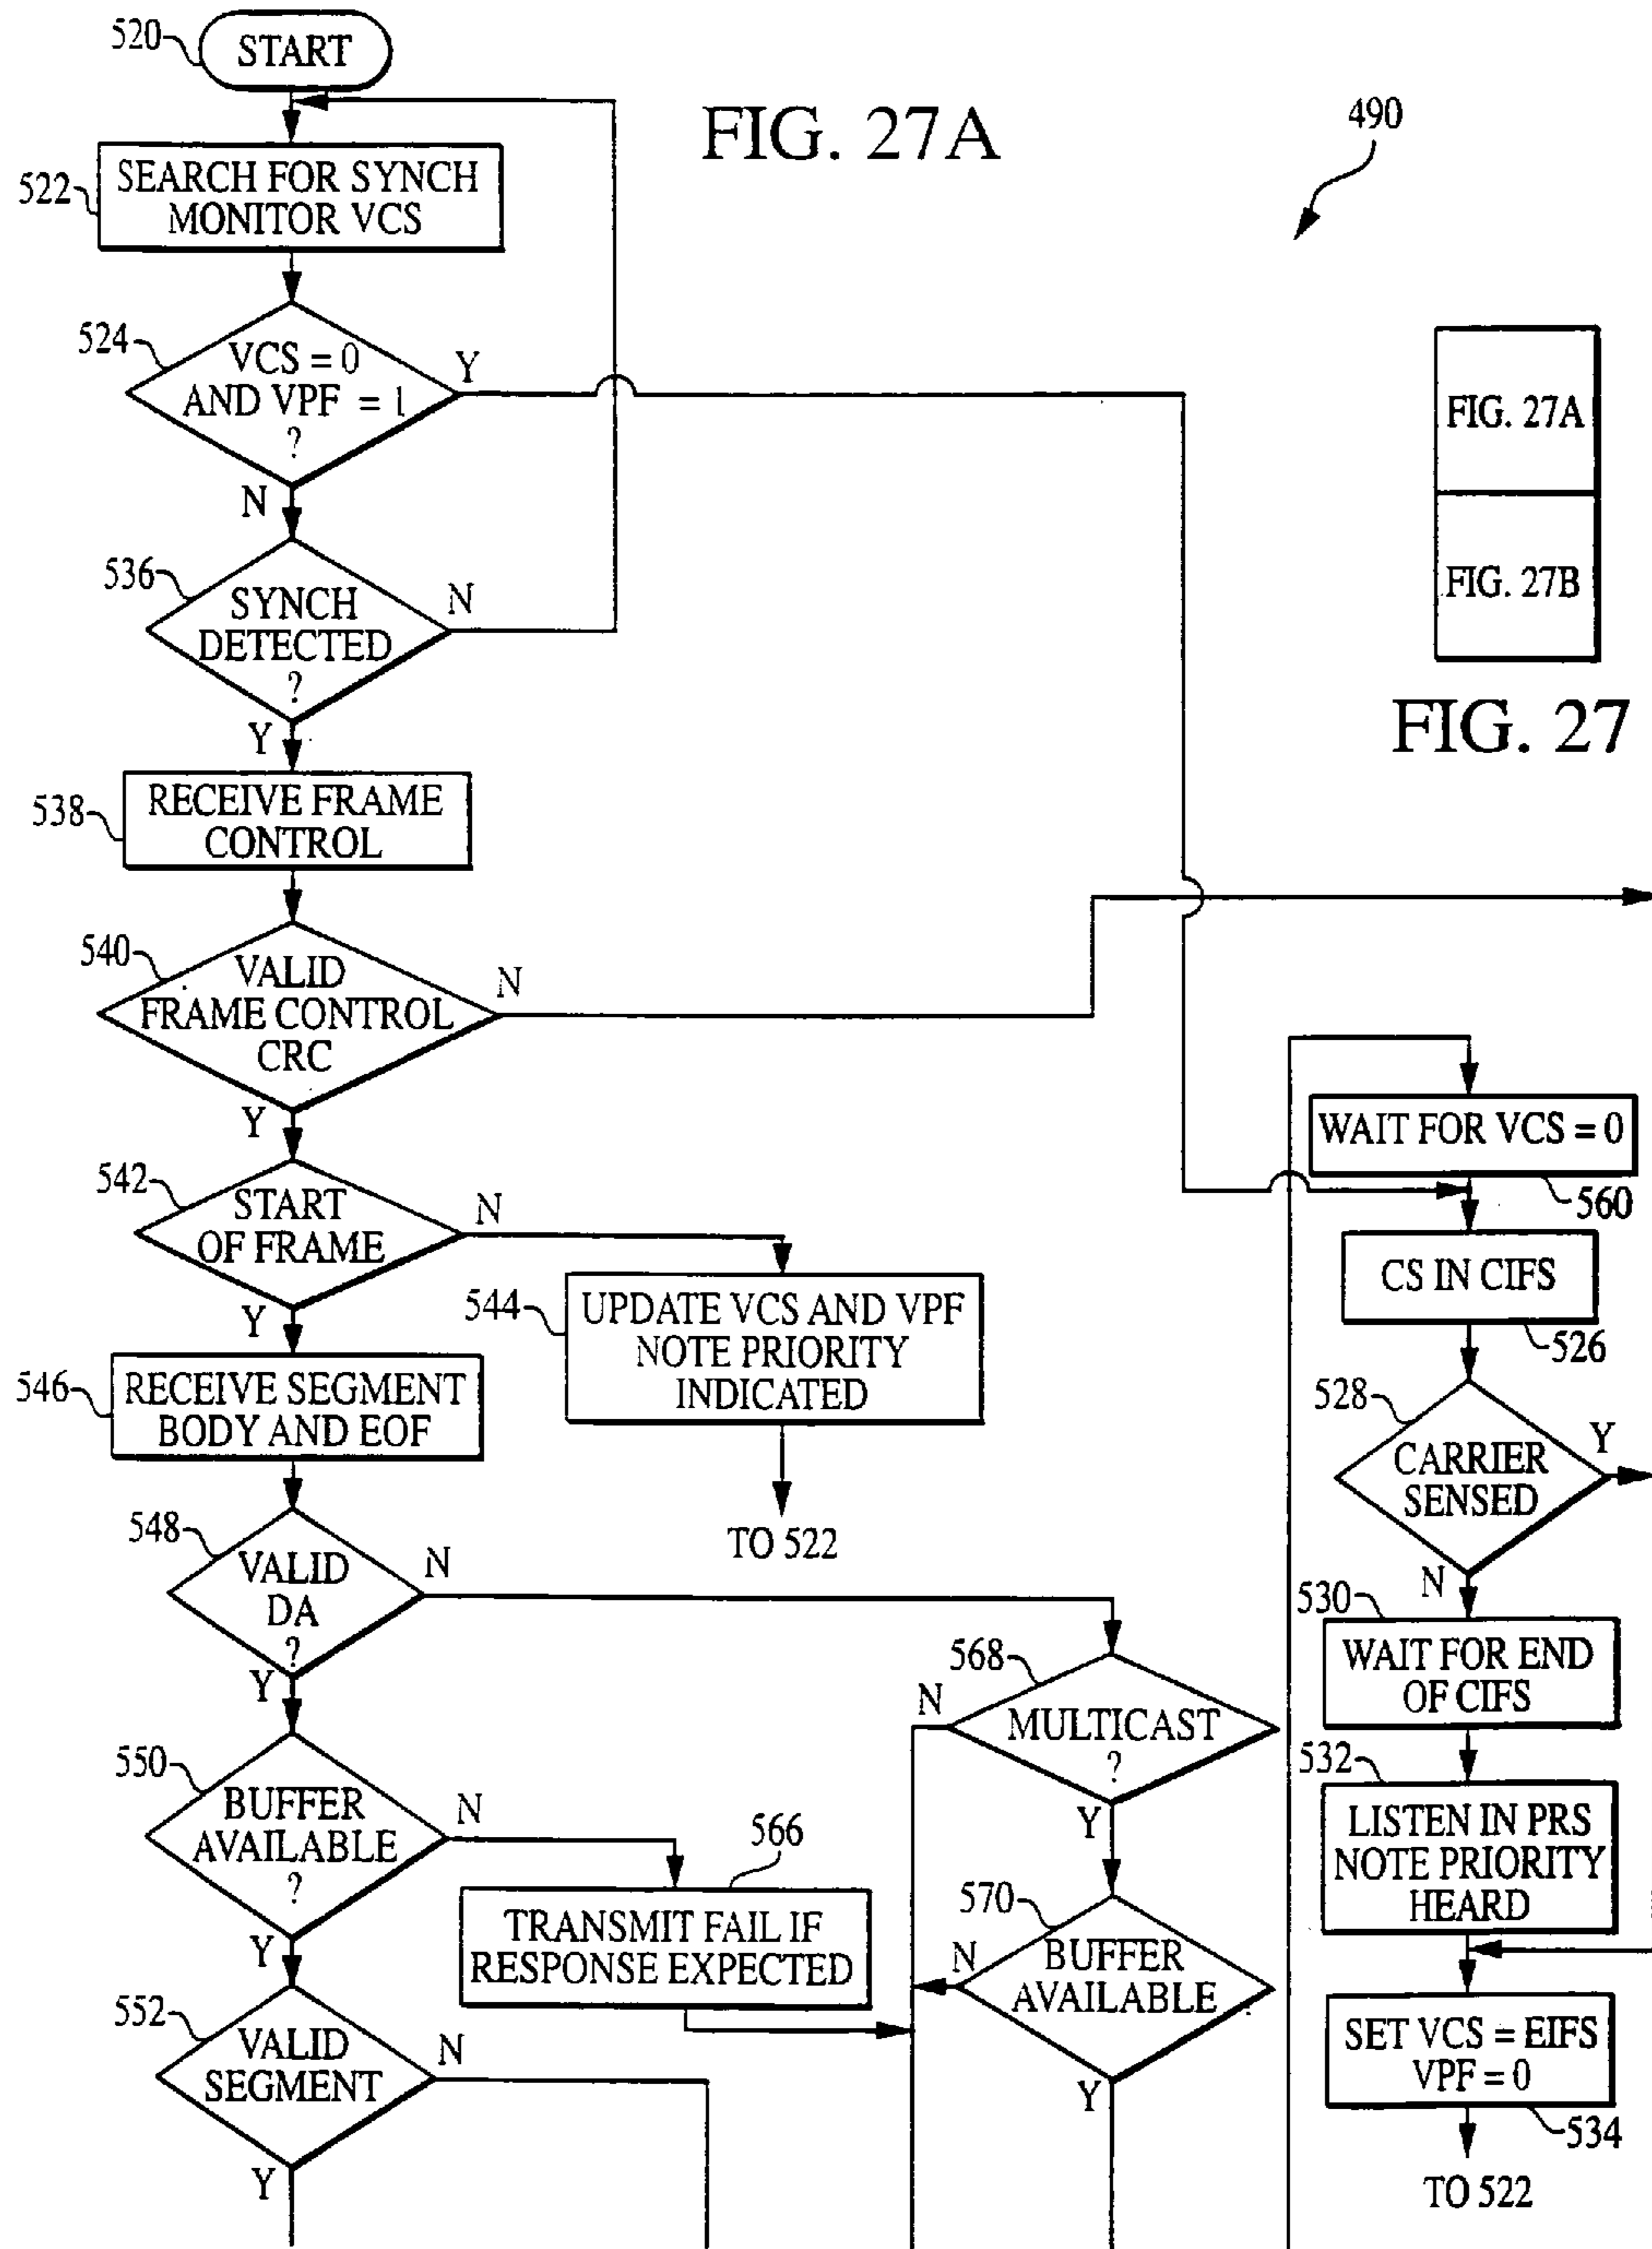 520
START
FIG. 27A
490
522
SEARCH FOR SYNCH
MONITOR VCS
524
VCS = 0
AND VPF = 1
?
Y
N
FIG. 27A
FIG. 27B
FIG. 27
536
SYNCH
DETECTED
?
N
Y
538
RECEIVE FRAME
CONTROL
540
VALID
FRAME CONTROL
CRC
N
Y
542
START
OF FRAME
N
Y
544
UPDATE VCS AND VPF
NOTE PRIORITY
INDICATED
TO 522
546
RECEIVE SEGMENT
BODY AND EOF
548
VALID
DA
?
N
Y
550
BUFFER
AVAILABLE
?
N
Y
566
TRANSMIT FAIL IF
RESPONSE EXPECTED
552
VALID
SEGMENT
N
Y
568
MULTICAST
?
N
Y
570
BUFFER
AVAILABLE
N
Y
WAIT FOR VCS = 0
560
CS IN CIFS
526
528
CARRIER
SENSED
Y
N
530
WAIT FOR END
OF CIFS
532
LISTEN IN PRS
NOTE PRIORITY
HEARD
SET VCS = EIFS
VPF = 0
534
TO 522